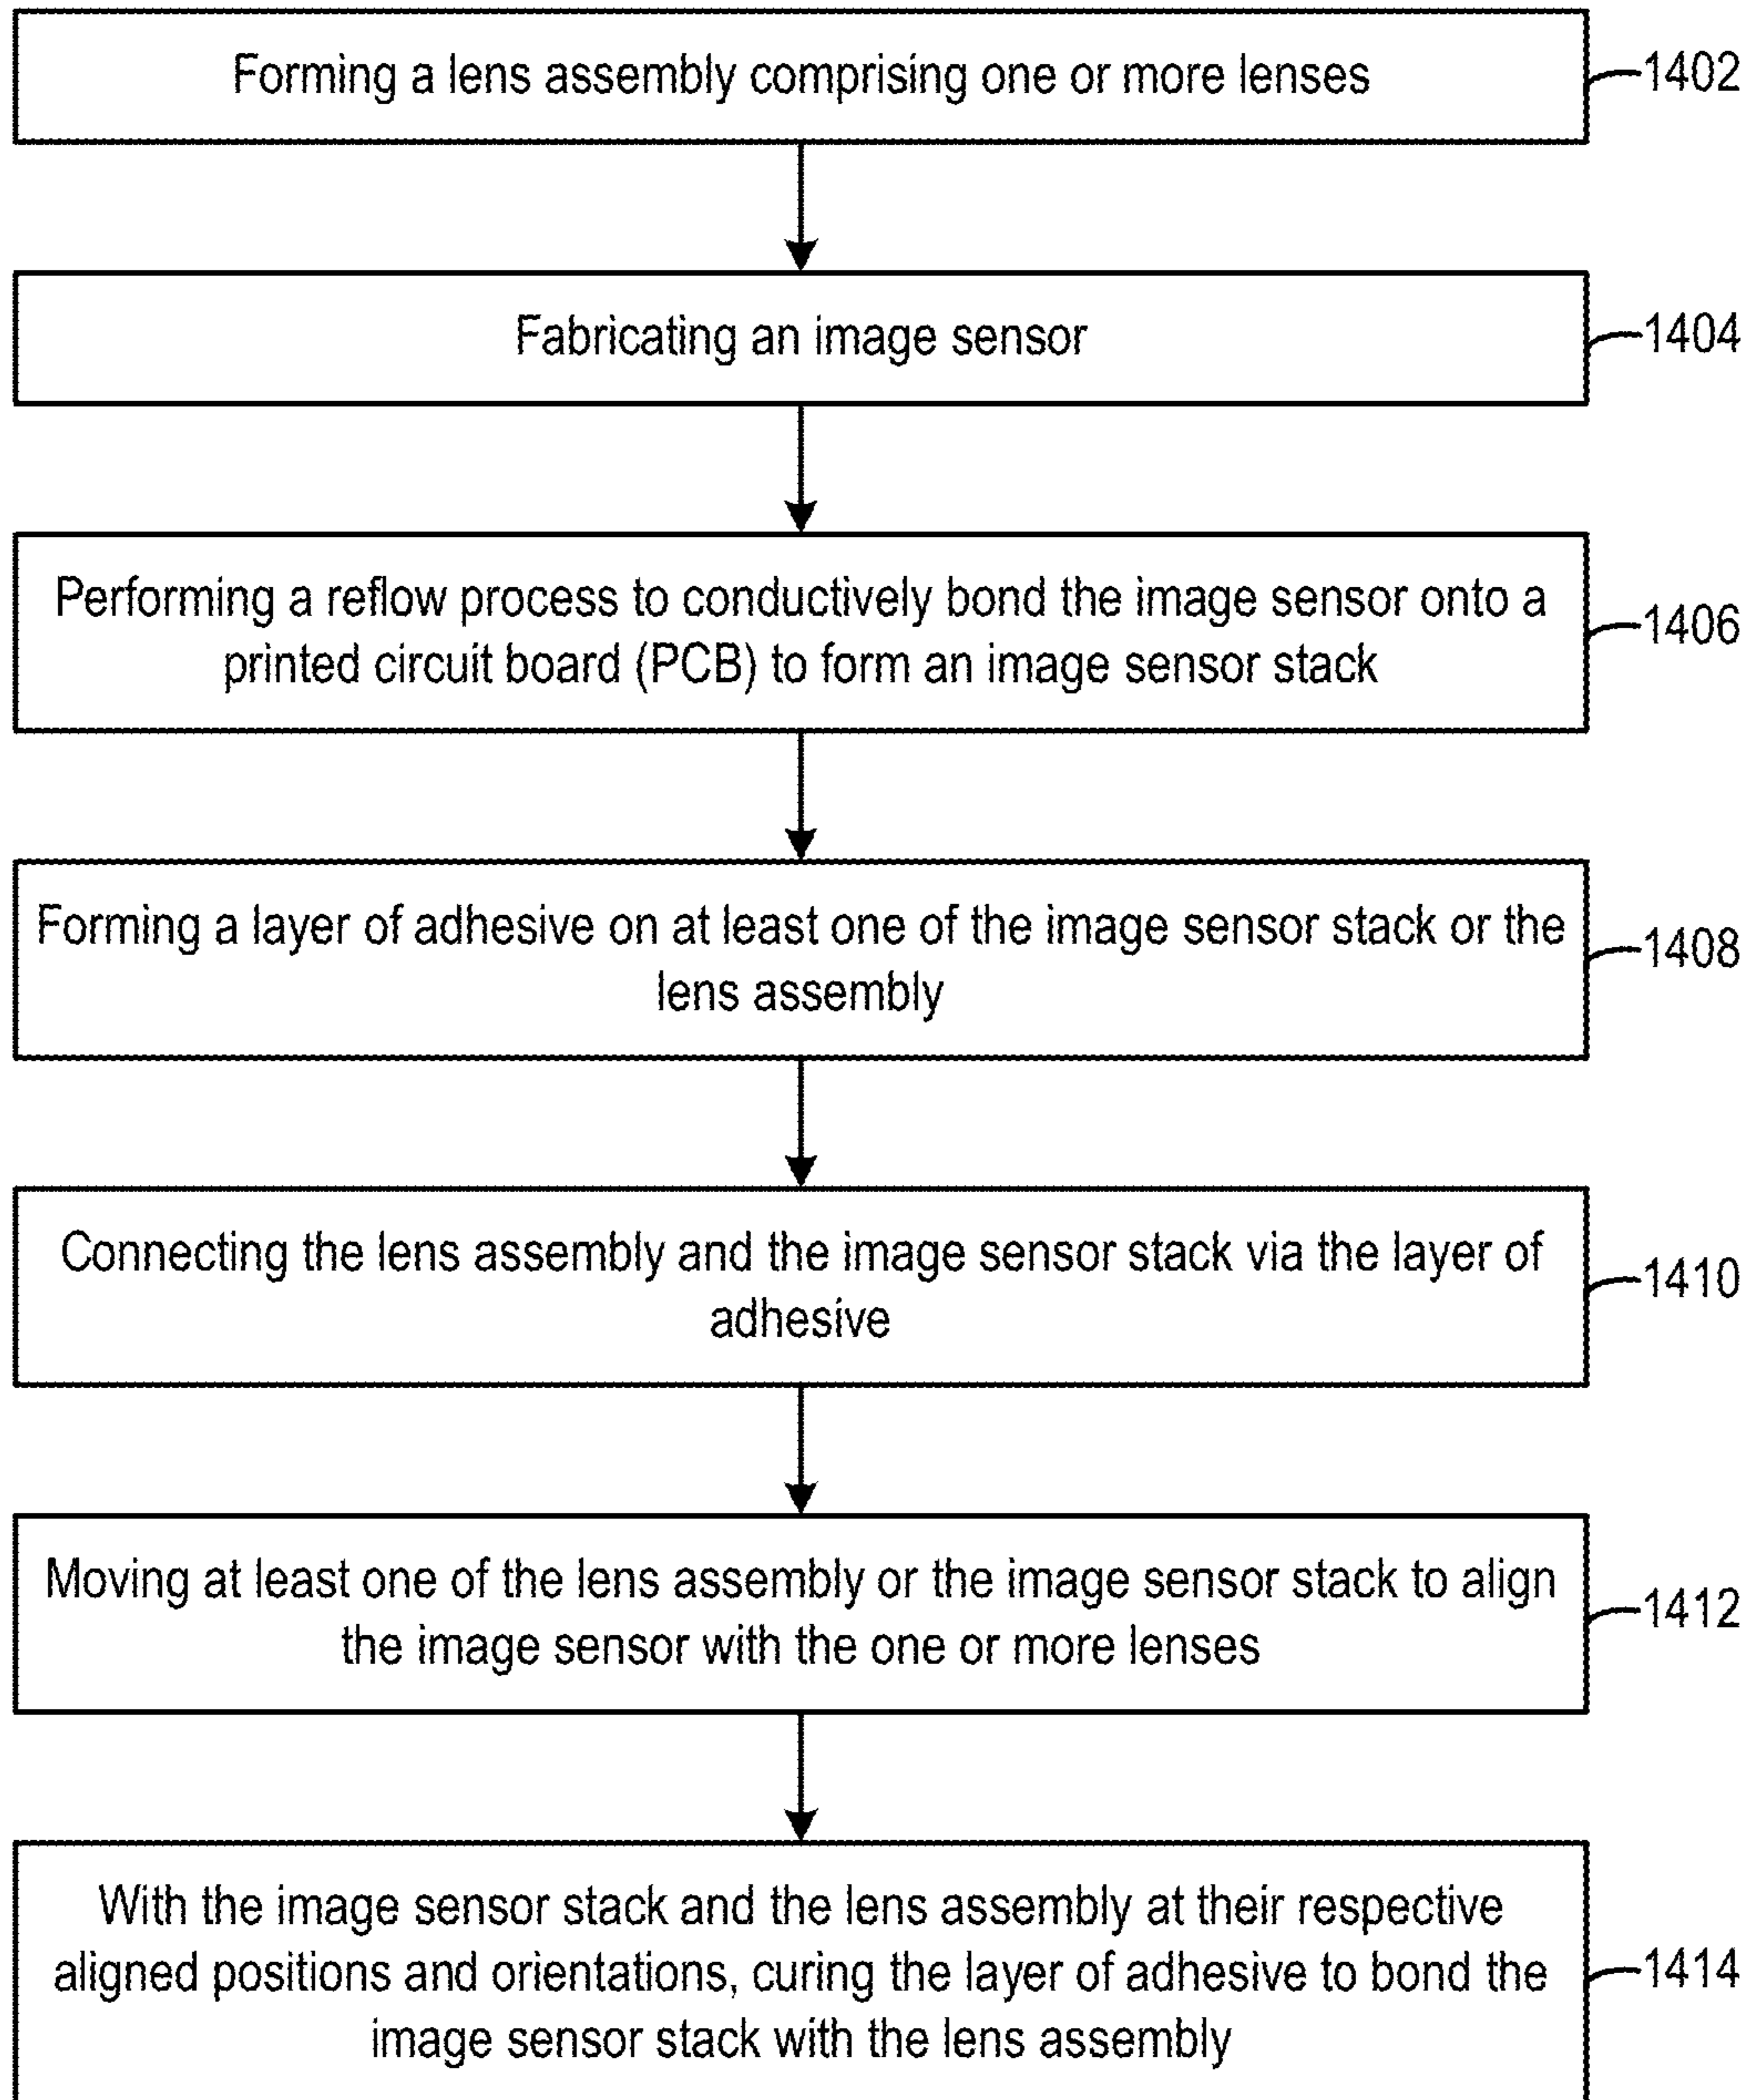 Forming a lens assembly comprising one or more lenses
1402
Fabricating an image sensor
1404
Performing a reflow process to conductively bond the image sensor onto a
printed circuit board (PCB) to form an image sensor stack
1406
Forming a layer of adhesive on at least one of the image sensor stack or the
lens assembly
1408
Connecting the lens assembly and the image sensor stack via the layer of
adhesive
1410
Moving at least one of the lens assembly or the image sensor stack to align
the image sensor with the one or more lenses
1412
With the image sensor stack and the lens assembly at their respective
aligned positions and orientations, curing the layer of adhesive to bond the
image sensor stack with the lens assembly
1414